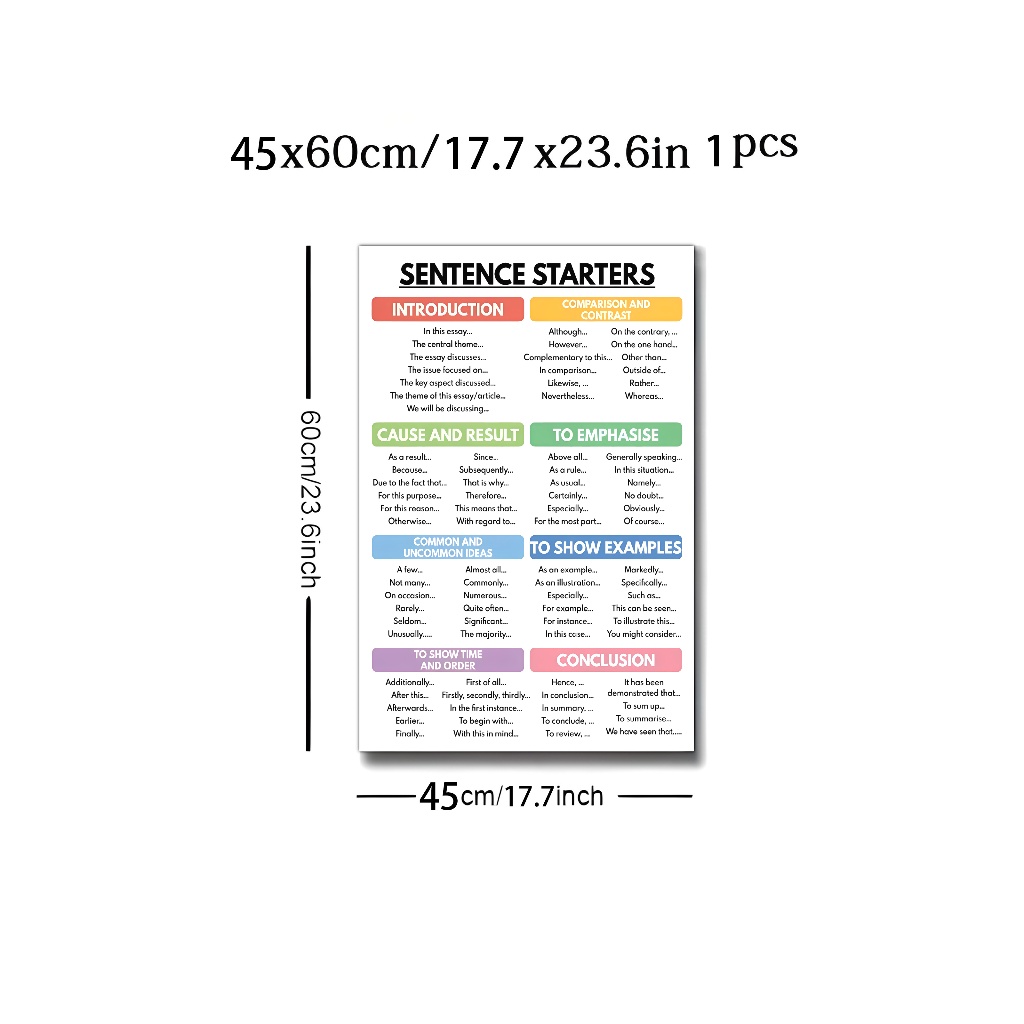 45x60cm/17.7 x23.6in 1pcs
60cm/23.6inch
SENTENCE STARTERS
INTRODUCTION
In this essay...
The central thome...
The essay discusses...
The issue focused on...
The key aspect discussed...
The theme of this essay/article...
We will be discussing...
COMPARISON AND
CONTRAST
Although... On the contrary, ...
However... On the one hand...
Complementary to this... Other than...
In comparison... Outside of...
Likewise, ... Rather...
Nevertheless... Whereas...
CAUSE AND RESULT
As a result... Since...
Because... Subsequently...
Due to the fact that... That is why...
For this purpose... Therefore...
For this reason... This means that...
Otherwise... With regard to...
TO EMPHASISE
Above all... Generally speaking...
As a rule... In this situation...
As usual... Namely...
Certainly... No doubt...
Especially... Obviously...
For the most part... Of course...
COMMON AND
UNCOMMON IDEAS
A few... Almost all...
Not many... Commonly...
On occasion... Numerous...
Rarely... Quite often...
Seldom... Significant...
Unusually..... The majority...
TO SHOW EXAMPLES
As an example... Markedly...
As an illustration... Specifically...
Especially... Such as...
For example... This can be seen...
For instance... To illustrate this...
In this case... You might consider...
TO SHOW TIME
AND ORDER
Additionally... First of all...
After this... Firstly, secondly, thirdly...
Afterwards... In the first instance...
Earlier... To begin with...
Finally... With this in mind...
CONCLUSION
Hence, ... It has been
In conclusion... demonstrated that...
In summary, ... To sum up...
To conclude, ... To summarise...
To review, ... We have seen that.....
45cm/17.7inch